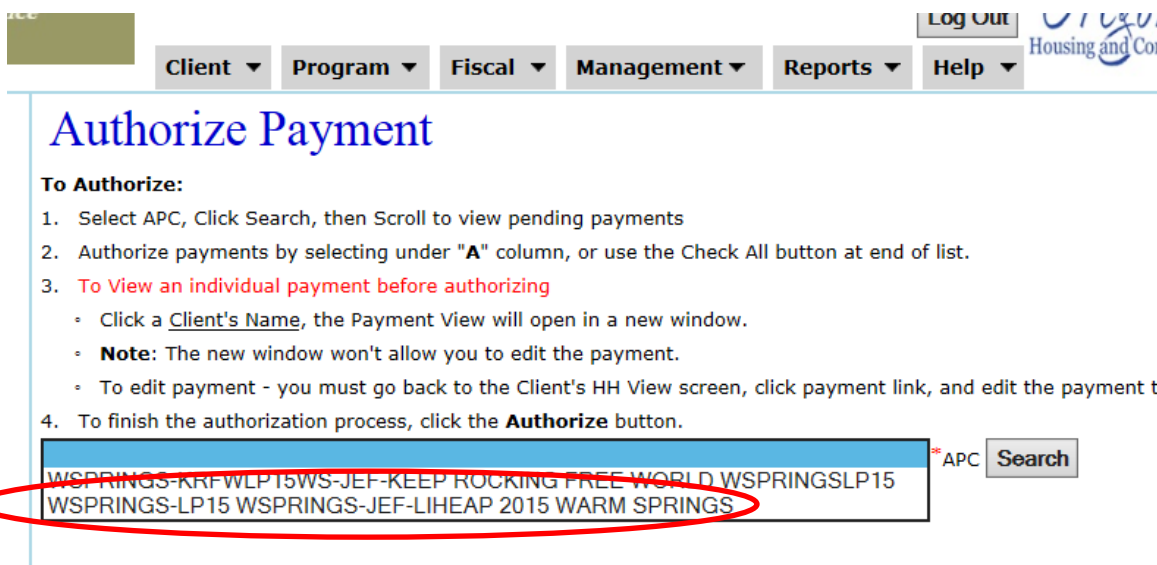 Log Out
Housing and
Client ▼ Program ▼ Fiscal ▼ Management ▼ Reports ▼ Help ▼
Authorize Payment
To Authorize:
1. Select APC, Click Search, then Scroll to view pending payments
2. Authorize payments by selecting under "A" column, or use the Check All button at end of list.
3. To View an individual payment before authorizing
◦ Click a Client's Name, the Payment View will open in a new window.
◦ Note: The new window won't allow you to edit the payment.
◦ To edit payment - you must go back to the Client's HH View screen, click payment link, and edit the payment
4. To finish the authorization process, click the Authorize button.
*APC Search
WSPRINGS-KRFWLP15WS-JEF-KEEP ROCKING FREE WORLD WSPRINGSLP15
WSPRINGS-LP15 WSPRINGS-JEF-LIHEAP 2015 WARM SPRINGS